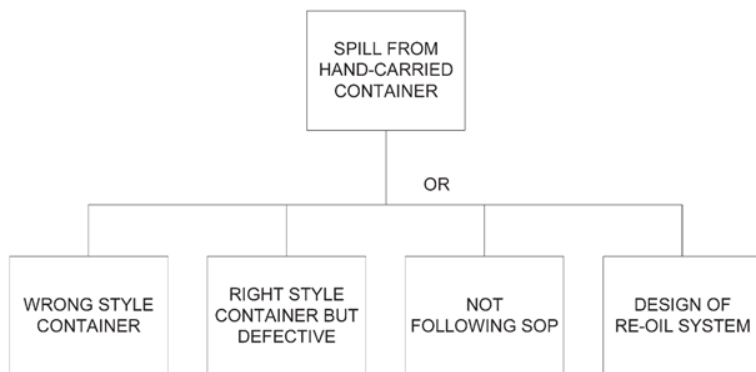 SPILL FROM
HAND-CARRIED
CONTAINER
OR
WRONG STYLE
CONTAINER
RIGHT STYLE
CONTAINER BUT
DEFECTIVE
NOT
FOLLOWING SOP
DESIGN OF
RE-OIL SYSTEM